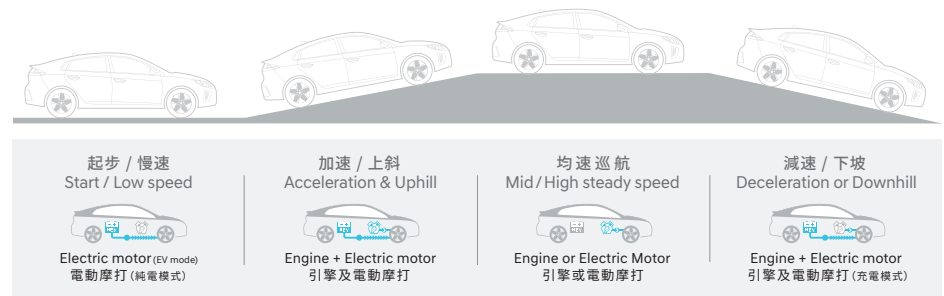 起步 / 慢速
Start / Low speed
Electric motor (EV mode)
電動摩打 (純電模式)
加速 / 上斜
Acceleration & Uphill
Engine + Electric motor
引擎及電動摩打
均速巡航
Mid / High steady speed
Engine or Electric Motor
引擎或電動摩打
減速 / 下坡
Deceleration or Downhill
Engine + Electric motor
引擎及電動摩打 (充電模式)